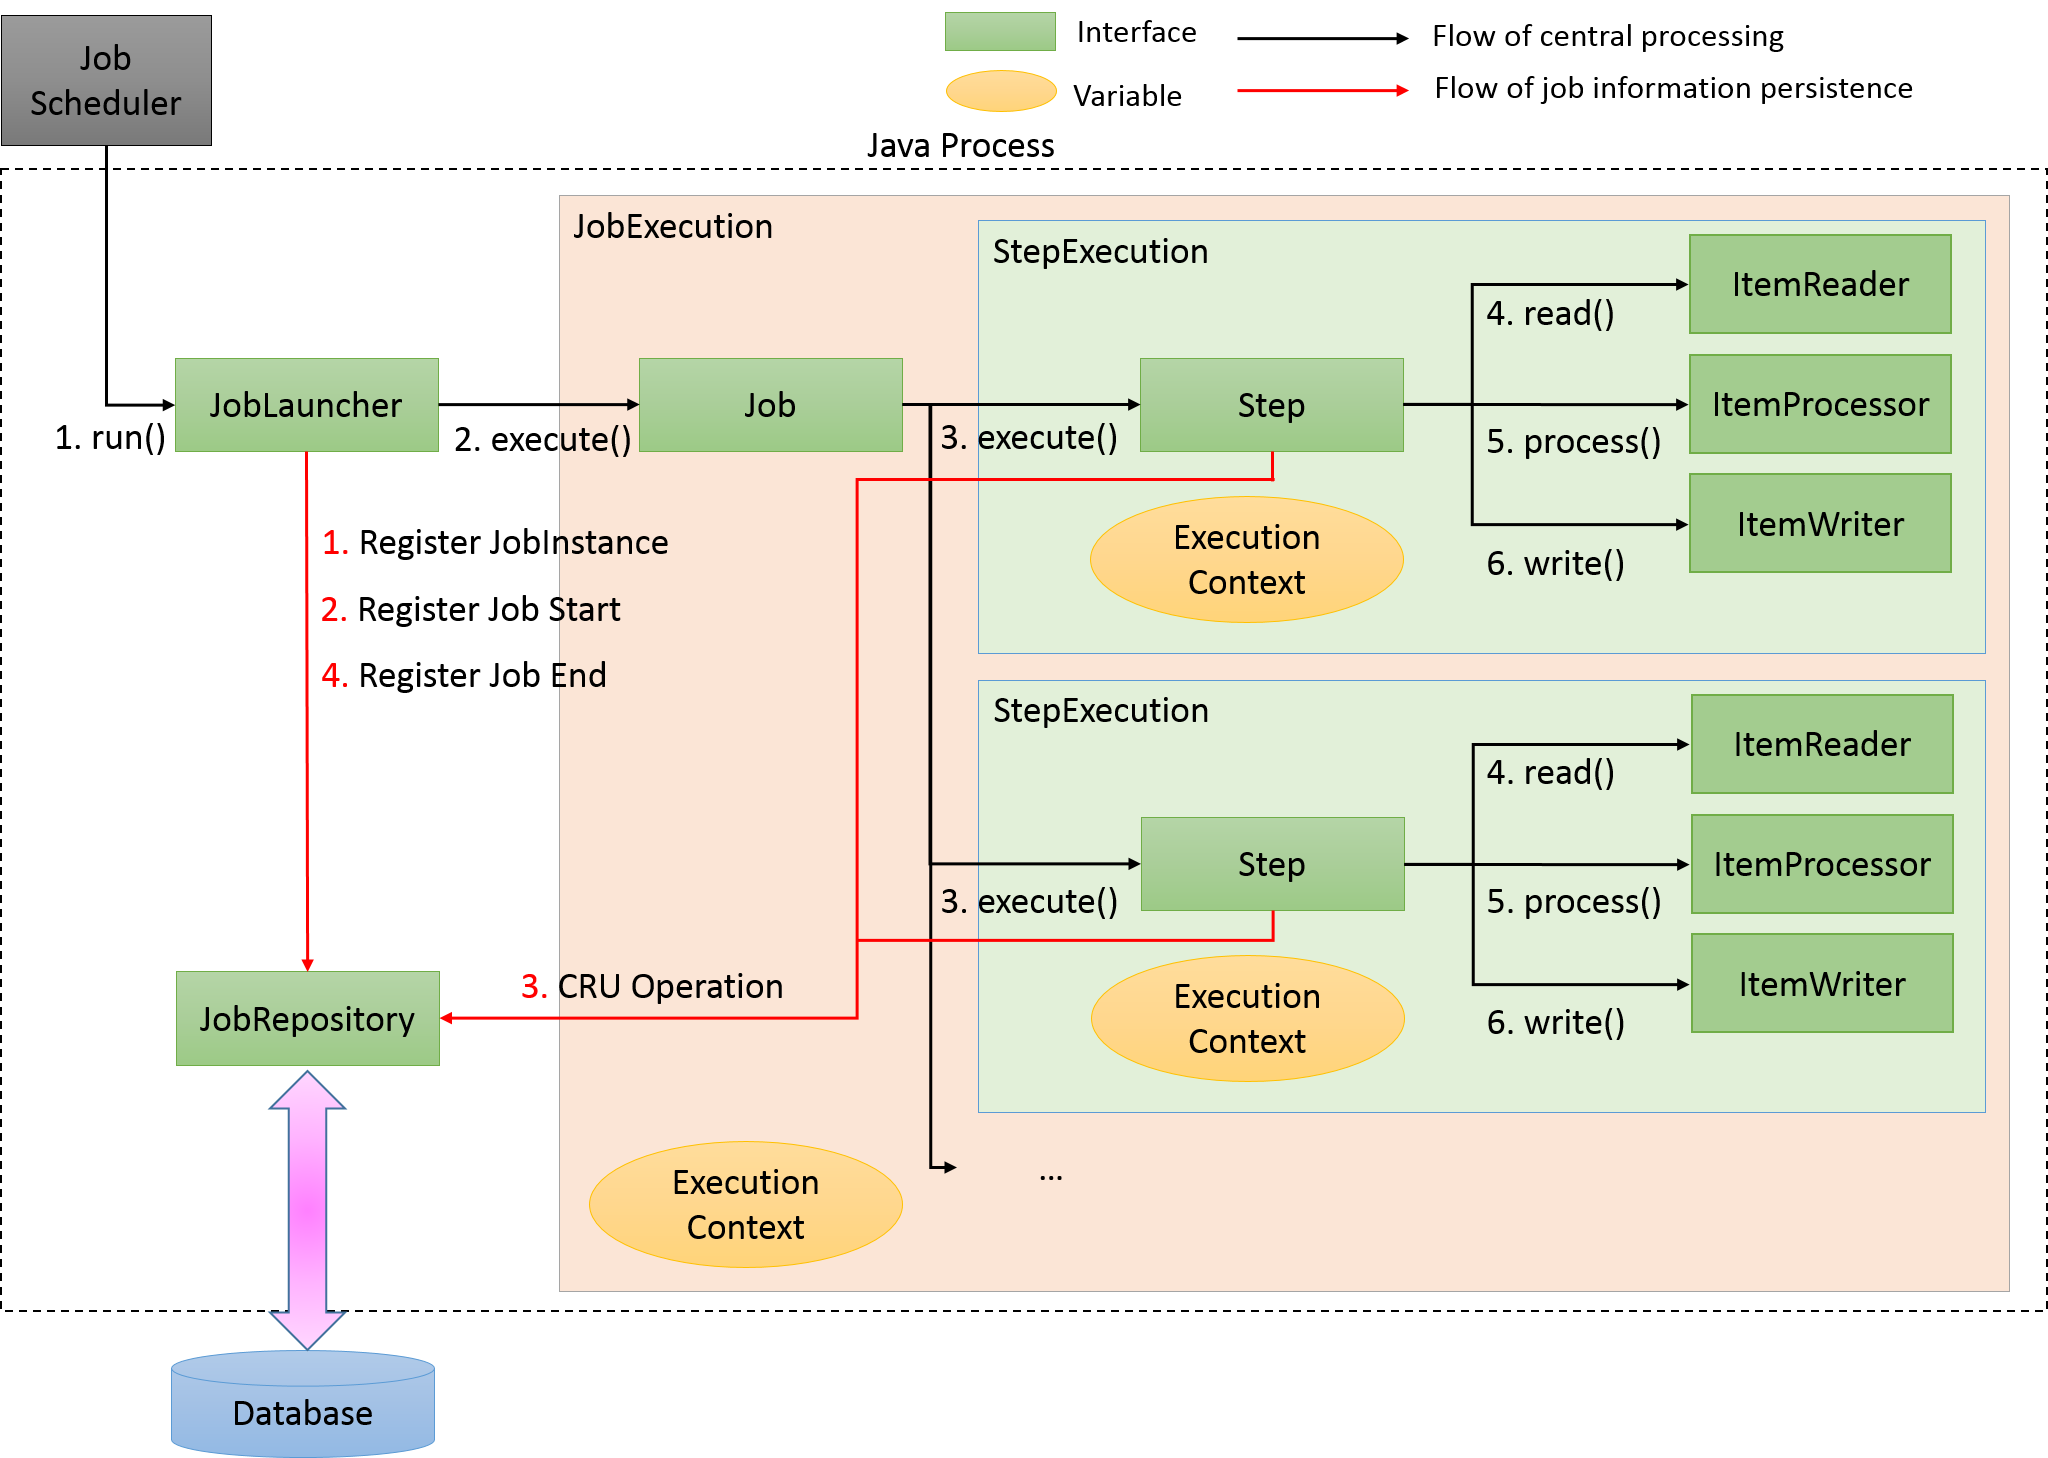 Job
Scheduler
Interface
Flow of central processing
Variable
Flow of job information persistence
Java Process
JobExecution
StepExecution
ItemReader
4. read()
JobLauncher
Job
Step
ItemProcessor
1. run()
2. execute()
3. execute()
5. process()
Execution
Context
ItemWriter
6. write()
1. Register JobInstance
2. Register Job Start
4. Register Job End
StepExecution
ItemReader
4. read()
Step
ItemProcessor
3. execute()
5. process()
3. CRU Operation
Execution
Context
ItemWriter
6. write()
JobRepository
...
Execution
Context
Database